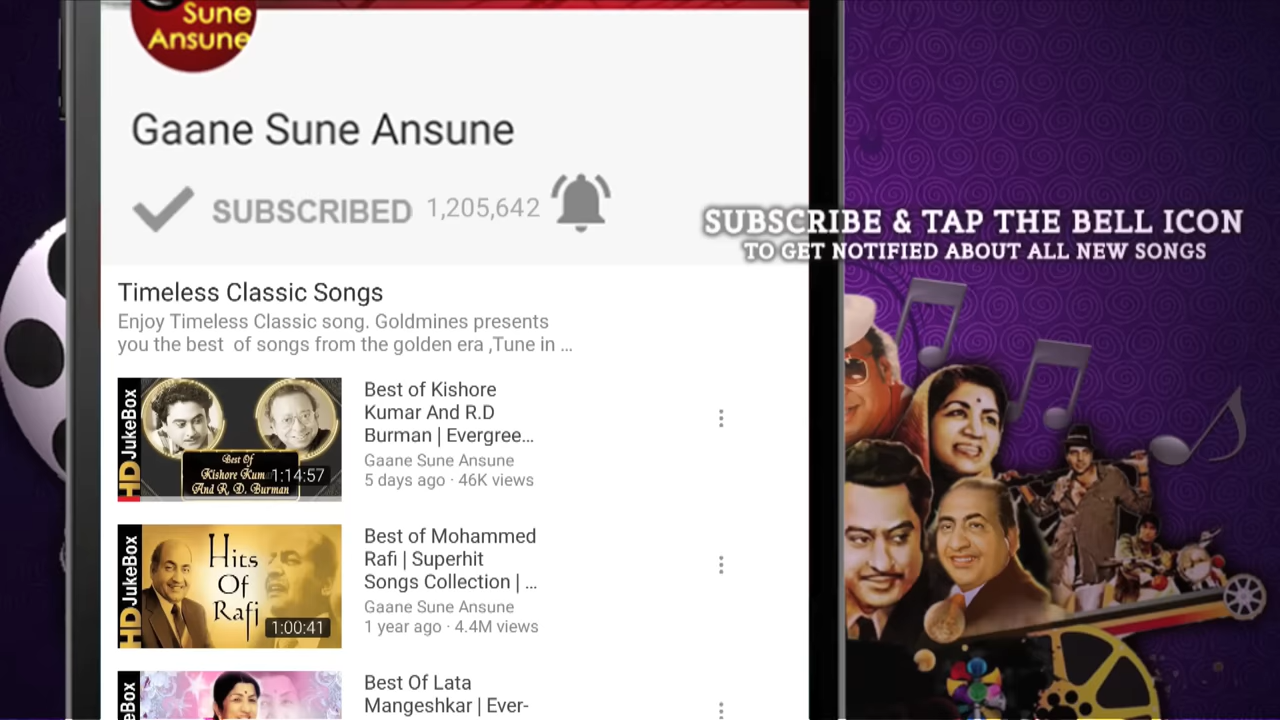 Sune
Ansune
Gaane Sune Ansune
SUBSCRIBED 1,205,642
SUBSCRIBE & TAP THE BELL ICON
TO GET NOTIFIED ABOUT ALL NEW SONGS
Timeless Classic Songs
Enjoy Timeless Classic song. Goldmines presents
you the best of songs from the golden era ,Tune in ...
HD JukeBox
Best Of
Kishore Kum
And R. D. Burman
1:14:57
Best of Kishore
Kumar And R.D
Burman | Evergree...
Gaane Sune Ansune
5 days ago · 46K views
HD JukeBox
Hits
Of
Rafi
1:00:41
Best of Mohammed
Rafi | Superhit
Songs Collection | ...
Gaane Sune Ansune
1 year ago · 4.4M views
eBox
Best Of Lata
Mangeshkar | Ever-